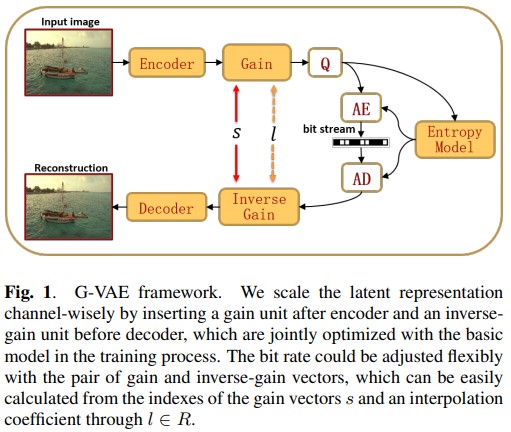 Input image
Encoder
Gain
Q
AE
S
l
bit stream
Entropy
Model
Reconstruction
AD
Decoder
Inverse
Gain
Fig. 1. G-VAE framework. We scale the latent representation
channel-wisely by inserting a gain unit after encoder and an inverse-
gain unit before decoder, which are jointly optimized with the basic
model in the training process. The bit rate could be adjusted flexibly
with the pair of gain and inverse-gain vectors, which can be easily
calculated from the indexes of the gain vectors s and an interpolation
coefficient through l ∈ R.